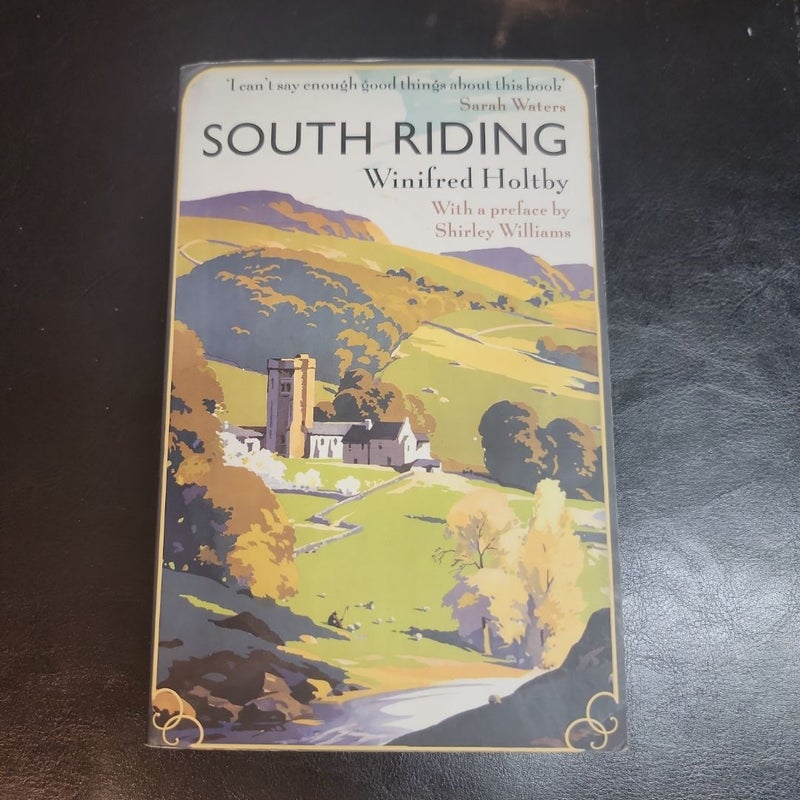 'I can't say enough good things about this book'
Sarah Waters
SOUTH RIDING
Winifred Holtby
With a preface by
Shirley Williams